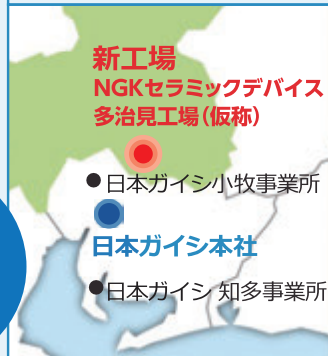 新工場
NGKセラミックデバイス
多治見工場(仮称)
日本ガイシ小牧事業所
日本ガイシ本社
日本ガイシ 知多事業所